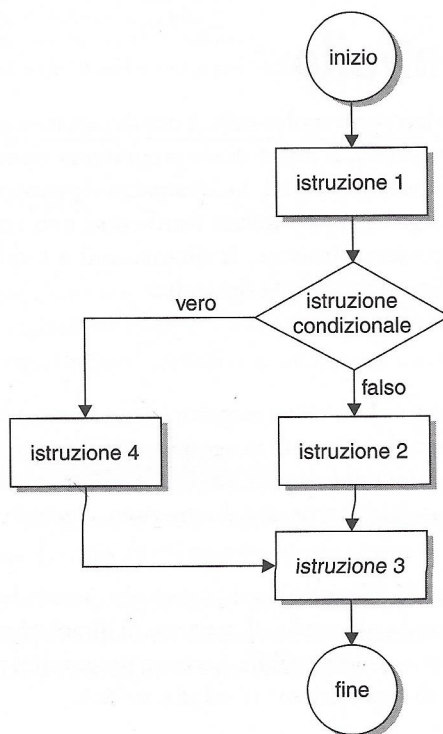 inizio
istruzione 1
istruzione
condizionale
vero
falso
istruzione 4
istruzione 2
istruzione 3
fine